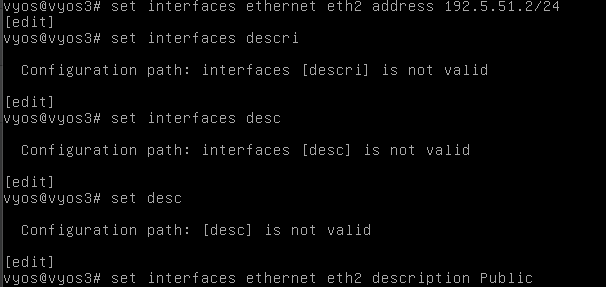 vyos@vyos3# set interfaces ethernet eth2 address 192.5.51.2/24
[edit]
vyos@vyos3# set interfaces descri
Configuration path: interfaces [descri] is not valid
[edit]
vyos@vyos3# set interfaces desc
Configuration path: interfaces [desc] is not valid
[edit]
vyos@vyos3# set desc
Configuration path: [desc] is not valid
[edit]
vyos@vyos3# set interfaces ethernet eth2 description Public